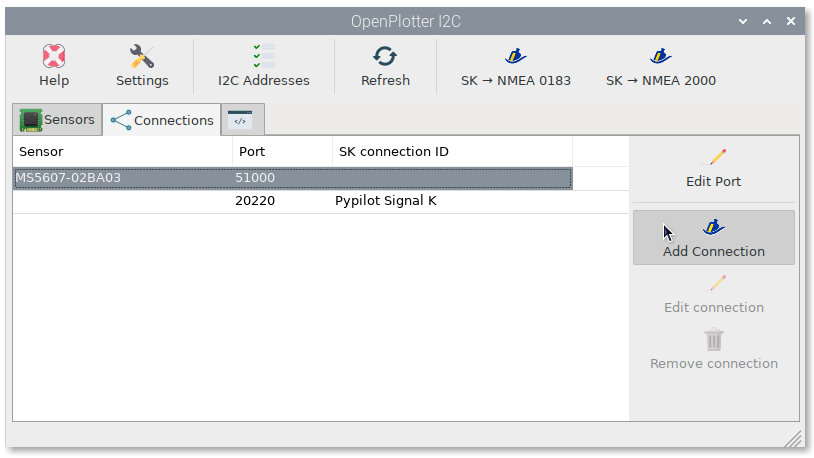 OpenPlotter I2C
Help Settings I2C Addresses Refresh SK → NMEA 0183 SK → NMEA 2000
Sensors Connections </>
Sensor Port SK connection ID
MS5607-02BA03 51000
20220 Pypilot Signal K
Edit Port
Add Connection
Edit connection
Remove connection